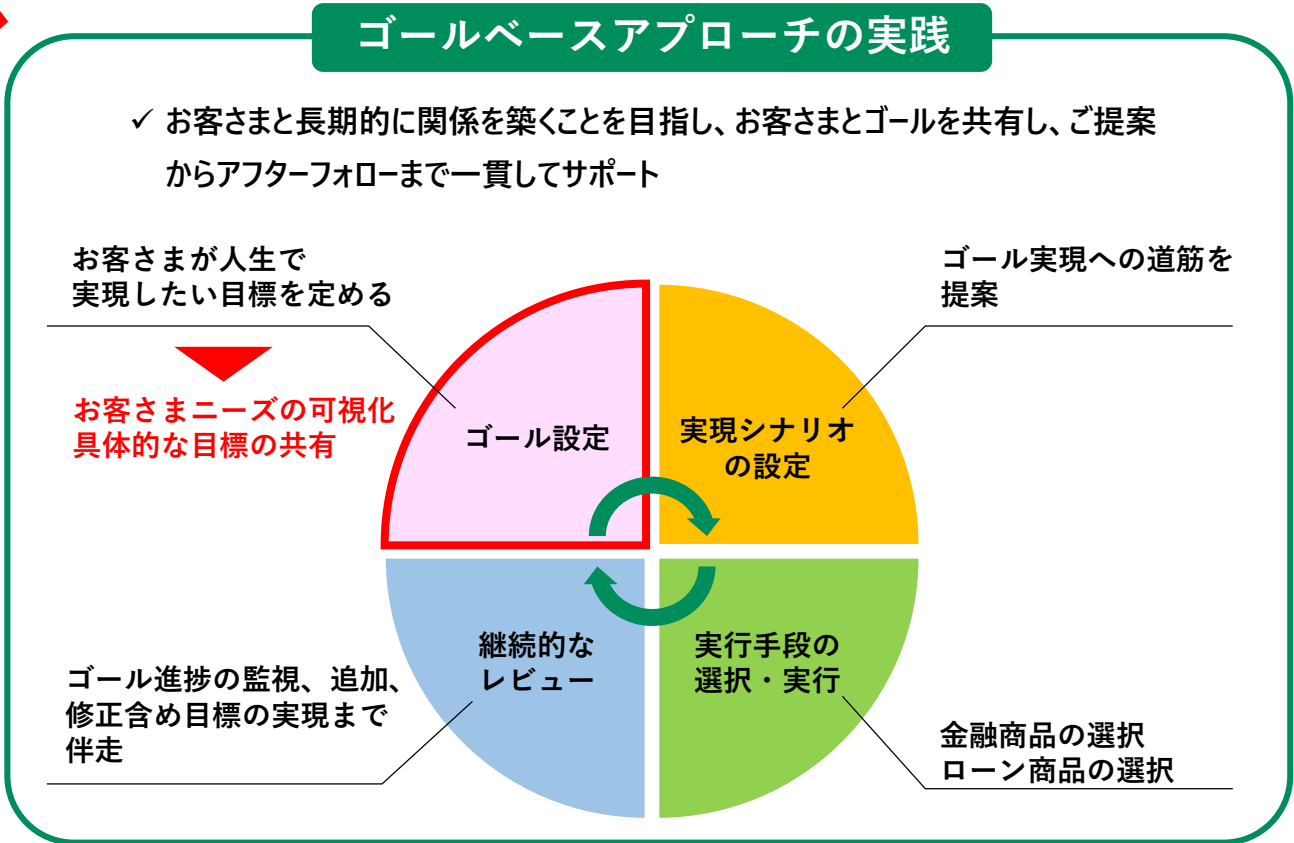 ゴールベースアプローチの実践
✓ お客さまと長期的に関係を築くことを目指し、お客さまとゴールを共有し、ご提案
からアフターフォローまで一貫してサポート
お客さまが人生で
実現したい目標を定める
お客さまニーズの可視化
具体的な目標の共有
ゴール設定
ゴール実現への道筋を
提案
実現シナリオ
の設定
継続的な
レビュー
ゴール進捗の監視、追加、
修正含め目標の実現まで
伴走
実行手段の
選択・実行
金融商品の選択
ローン商品の選択